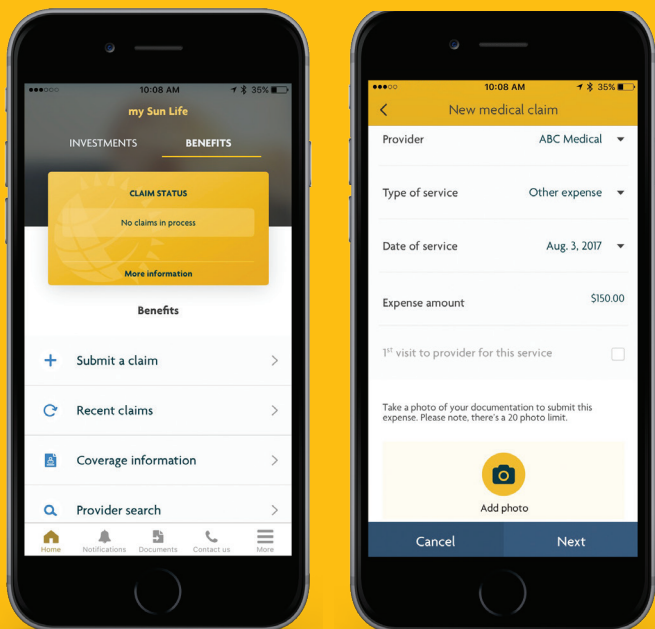 10:08 AM 35%
my Sun Life
INVESTMENTS BENEFITS
CLAIM STATUS
No claims in process
More information
Benefits
Submit a claim
Recent claims
Coverage information
Provider search
Home Notifications Documents Contact us More
10:08 AM 35%
New medical claim
Provider ABC Medical
Type of service Other expense
Date of service Aug. 3, 2017
Expense amount $150.00
1st visit to provider for this service
Take a photo of your documentation to submit this
expense. Please note, there's a 20 photo limit.
Add photo
Cancel Next